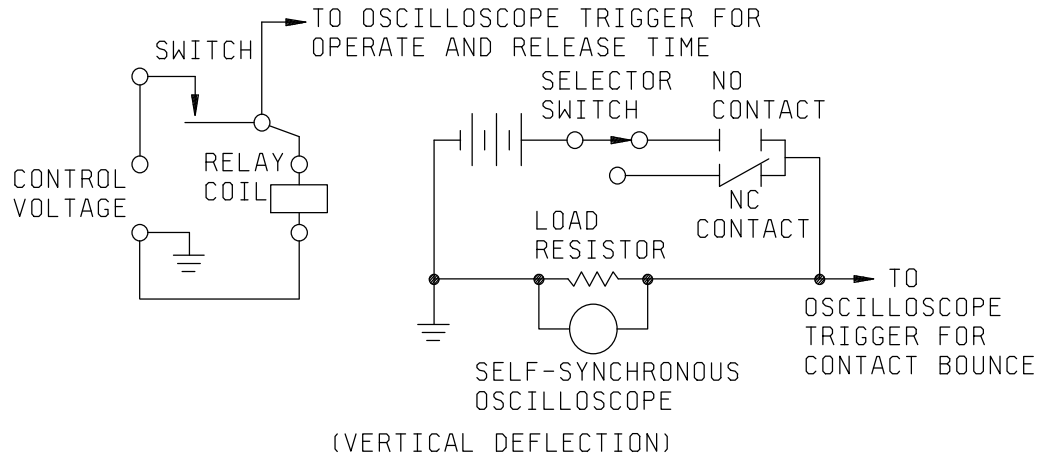 TO OSCILLOSCOPE TRIGGER FOR
OPERATE AND RELEASE TIME
SWITCH
SELECTOR
SWITCH
NO
CONTACT
RELAY
COIL
CONTROL
VOLTAGE
NC
CONTACT
LOAD
RESISTOR
TO
OSCILLOSCOPE
TRIGGER FOR
CONTACT BOUNCE
SELF-SYNCHRONOUS
OSCILLOSCOPE
(VERTICAL DEFLECTION)